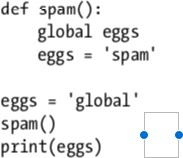 def spam():
    global eggs
    eggs = 'spam'

eggs = 'global'
spam()
print(eggs)